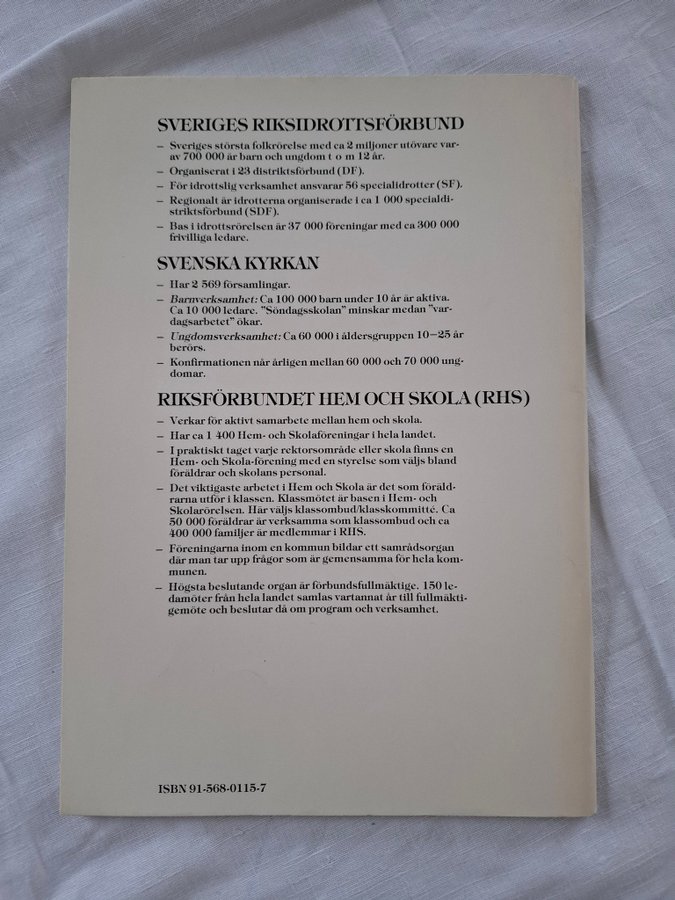 SVERIGES RIKSIDROTTSFÖRBUND
– Sveriges största folkrörelse med ca 2 miljoner utövare var-
av 700 000 är barn och ungdom t o m 12 år.
– Organiserat i 23 distriktsförbund (DF).
– För idrottslig verksamhet ansvarar 56 specialidrotter (SF).
– Regionalt är idrotterna organiserade i ca 1 000 specialdi-
striktsförbund (SDF).
– Bas i idrottsrörelsen är 37 000 föreningar med ca 300 000
frivilliga ledare.
SVENSKA KYRKAN
– Har 2 569 församlingar.
– Barnverksamhet: Ca 100 000 barn under 10 år är aktiva.
Ca 10 000 ledare. ”Söndagsskolan” minskar medan ”var-
dagsarbetet” ökar.
– Ungdomsverksamhet: Ca 60 000 i åldersgruppen 10–25 år
berörs.
– Konfirmationen når årligen mellan 60 000 och 70 000 ung-
domar.
RIKSFÖRBUNDET HEM OCH SKOLA (RHS)
– Verkar för aktivt samarbete mellan hem och skola.
– Har ca 1 400 Hem- och Skolaföreningar i hela landet.
– I praktiskt taget varje rektorsområde eller skola finns en
Hem- och Skola-förening med en styrelse som väljs bland
föräldrar och skolans personal.
– Det viktigaste arbetet i Hem och Skola är det som föräld-
rarna utför i klassen. Klassmötet är basen i Hem- och
Skolarörelsen. Här väljs klassombud/klasskommitté. Ca
50 000 föräldrar är verksamma som klassombud och ca
400 000 familjer är medlemmar i RHS.
– Föreningarna inom en kommun bildar ett samrådsorgan
där man tar upp frågor som är gemensamma för hela kom-
munen.
– Högsta beslutande organ är förbundsfullmäktige. 150 le-
damöter från hela landet samlas vartannat år till fullmäkti-
gemöte och beslutar då om program och verksamhet.
ISBN 91-568-0115-7